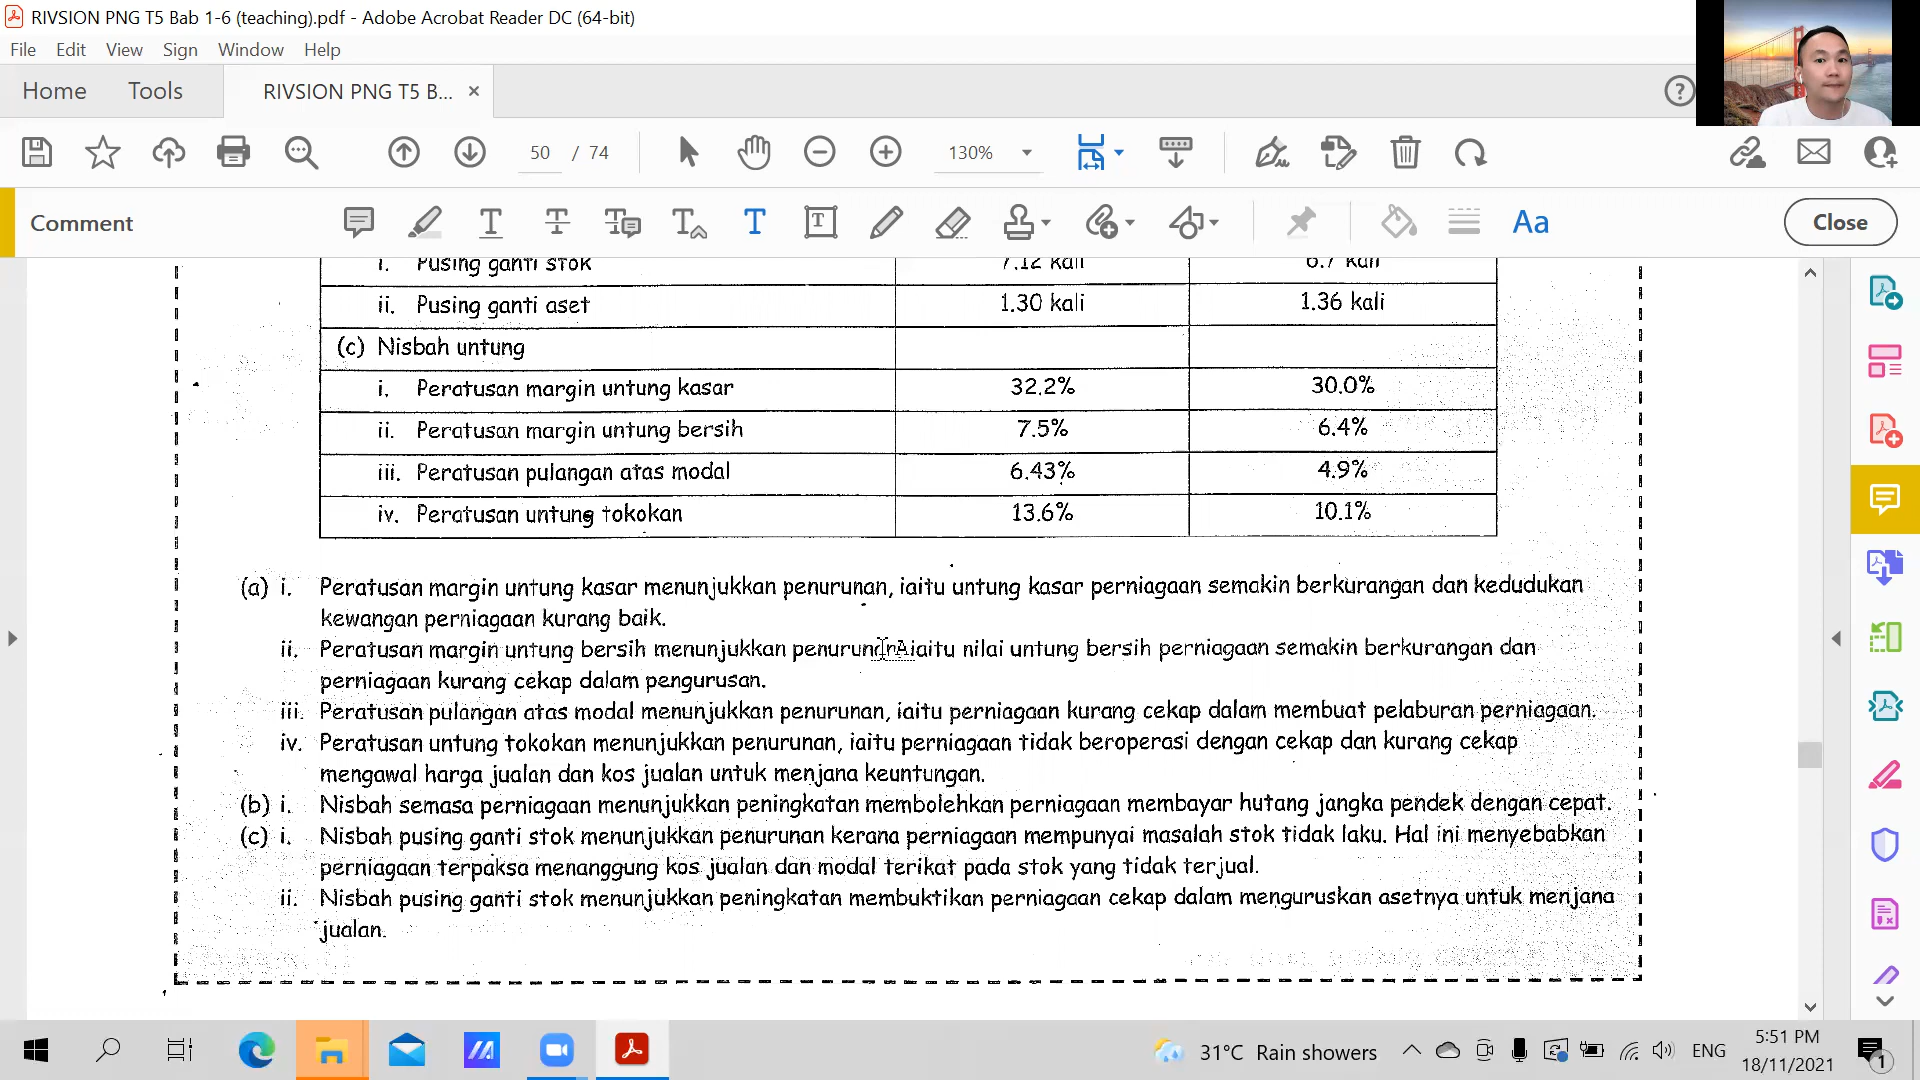 RIVSION PNG T5 Bab 1-6 (teaching).pdf - Adobe Acrobat Reader DC (64-bit)
File Edit View Sign Window Help
Home Tools RIVSION PNG T5 B... ×
50 / 74 130%
Comment Close
i. Pusing ganti stok 7.12 kali 6.7 kali
ii. Pusing ganti aset 1.30 kali 1.36 kali
(c) Nisbah untung
i. Peratusan margin untung kasar 32.2% 30.0%
ii. Peratusan margin untung bersih 7.5% 6.4%
iii. Peratusan pulangan atas modal 6.43% 4.9%
iv. Peratusan untung tokokan 13.6% 10.1%
(a) i. Peratusan margin untung kasar menunjukkan penurunan, iaitu untung kasar perniagaan semakin berkurangan dan kedudukan
kewangan perniagaan kurang baik.
ii. Peratusan margin untung bersih menunjukkan penurunan iaitu nilai untung bersih perniagaan semakin berkurangan dan
perniagaan kurang cekap dalam pengurusan.
iii. Peratusan pulangan atas modal menunjukkan penurunan, iaitu perniagaan kurang cekap dalam membuat pelaburan perniagaan.
iv. Peratusan untung tokokan menunjukkan penurunan, iaitu perniagaan tidak beroperasi dengan cekap dan kurang cekap
mengawal harga jualan dan kos jualan untuk menjana keuntungan.
(b) i. Nisbah semasa perniagaan menunjukkan peningkatan membolehkan perniagaan membayar hutang jangka pendek dengan cepat.
(c) i. Nisbah pusing ganti stok menunjukkan penurunan kerana perniagaan mempunyai masalah stok tidak laku. Hal ini menyebabkan
perniagaan terpaksa menanggung kos jualan dan modal terikat pada stok yang tidak terjual.
ii. Nisbah pusing ganti stok menunjukkan peningkatan membuktikan perniagaan cekap dalam menguruskan asetnya untuk menjana
jualan.
31°C Rain showers ENG 5:51 PM
18/11/2021
1